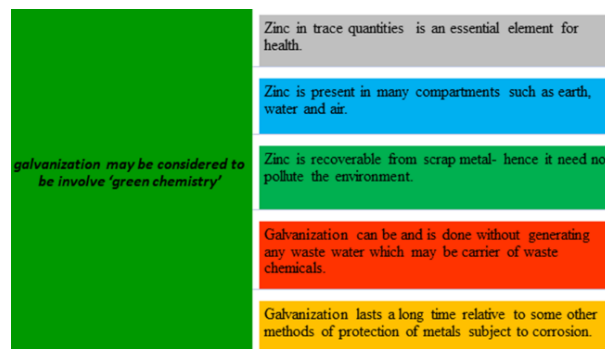 galvanization may be considered to
be involve ‘green chemistry’
Zinc in trace quantities is an essential element for
health.
Zinc is present in many compartments such as earth,
water and air.
Zinc is recoverable from scrap metal- hence it need no
pollute the environment.
Galvanization can be and is done without generating
any waste water which may be carrier of waste
chemicals.
Galvanization lasts a long time relative to some other
methods of protection of metals subject to corrosion.